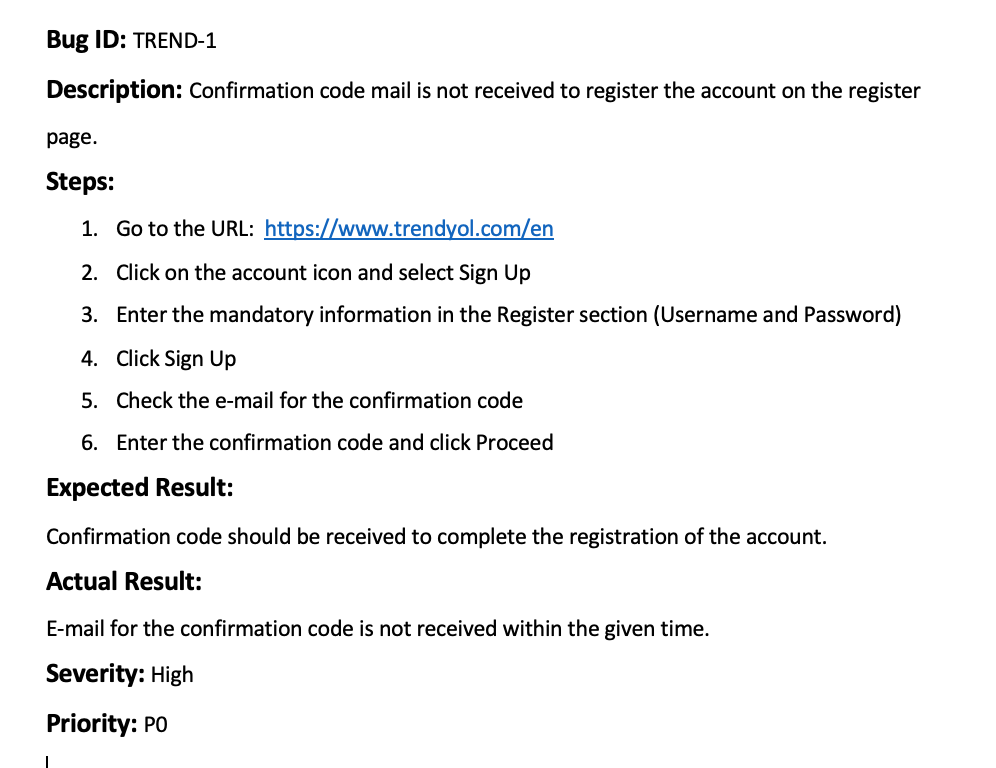 Bug ID: TREND-1
Description: Confirmation code mail is not received to register the account on the register
page.
Steps:
1. Go to the URL: https://www.trendyol.com/en
2. Click on the account icon and select Sign Up
3. Enter the mandatory information in the Register section (Username and Password)
4. Click Sign Up
5. Check the e-mail for the confirmation code
6. Enter the confirmation code and click Proceed
Expected Result:
Confirmation code should be received to complete the registration of the account.
Actual Result:
E-mail for the confirmation code is not received within the given time.
Severity: High
Priority: P0